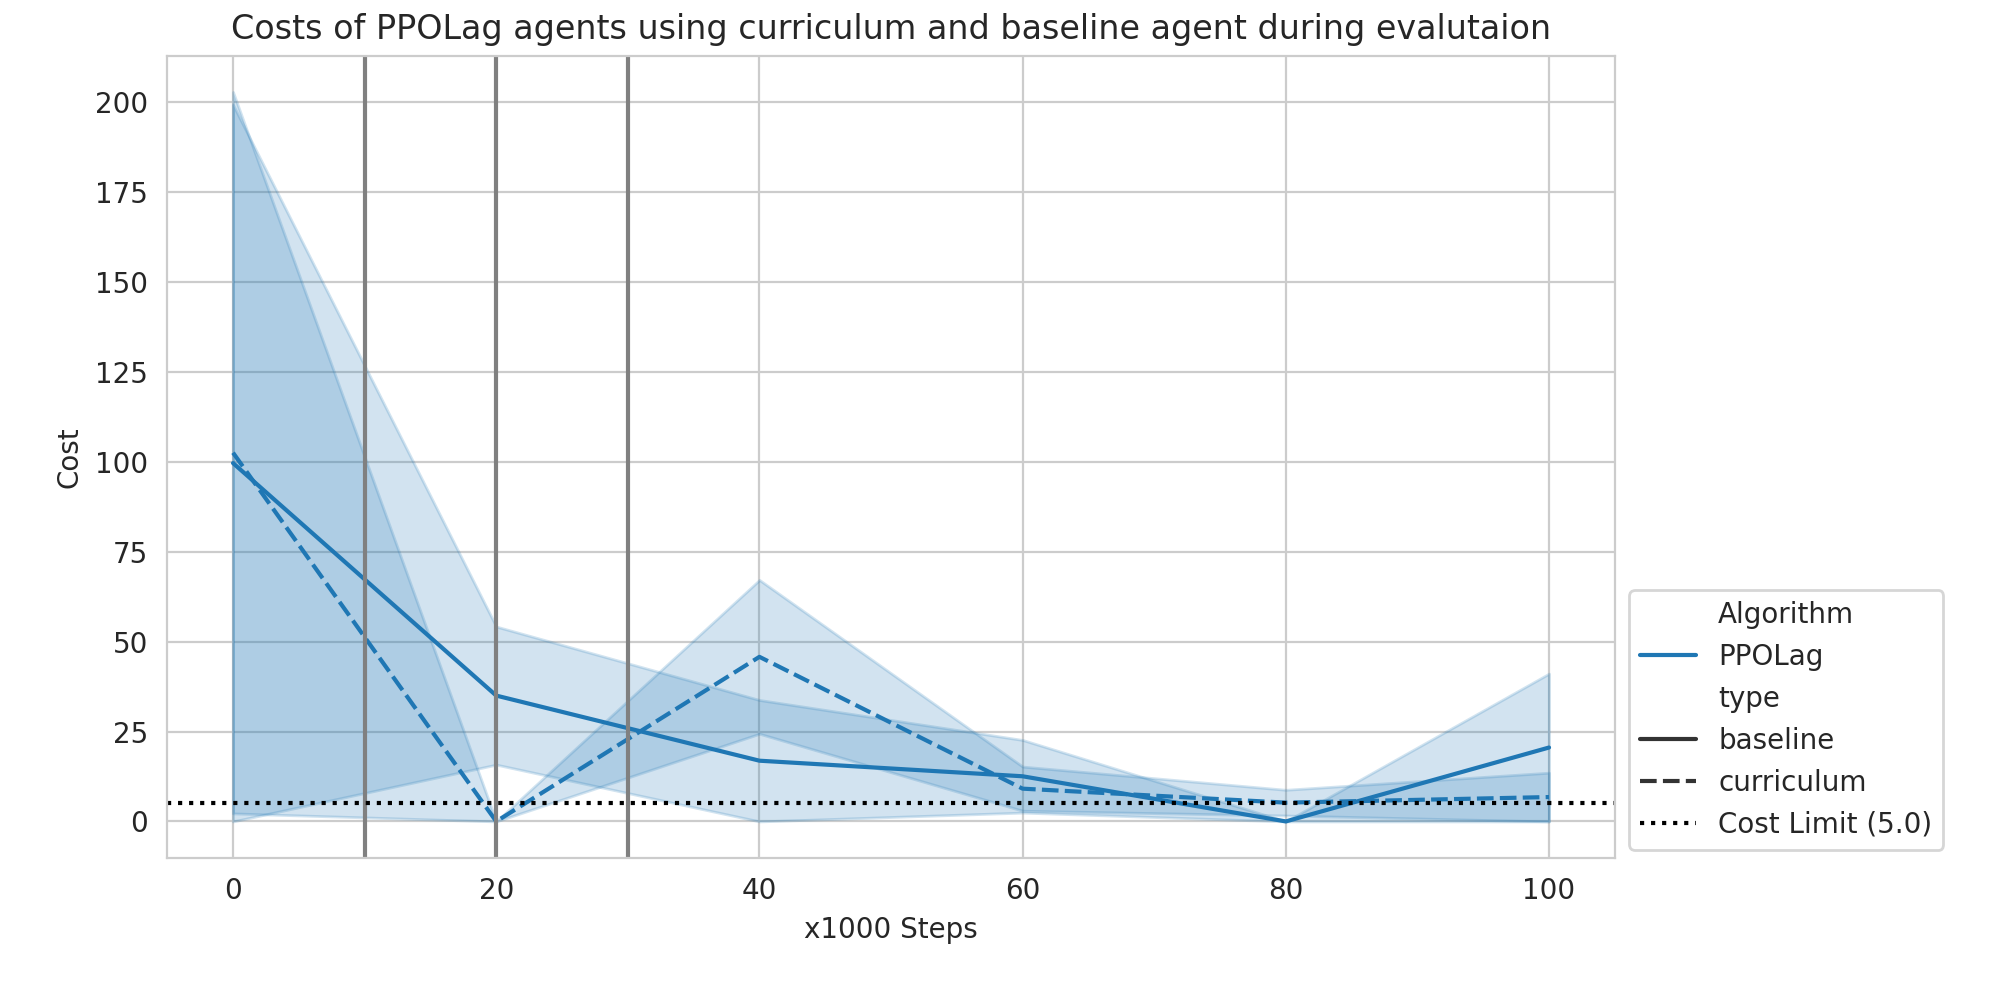 Costs of PPOLag agents using curriculum and baseline agent during evalutaion
200
175
150
125
100
75
50
25
0
Cost
0 20 40 60 80 100
x1000 Steps
Algorithm
PPOLag
type
baseline
curriculum
Cost Limit (5.0)